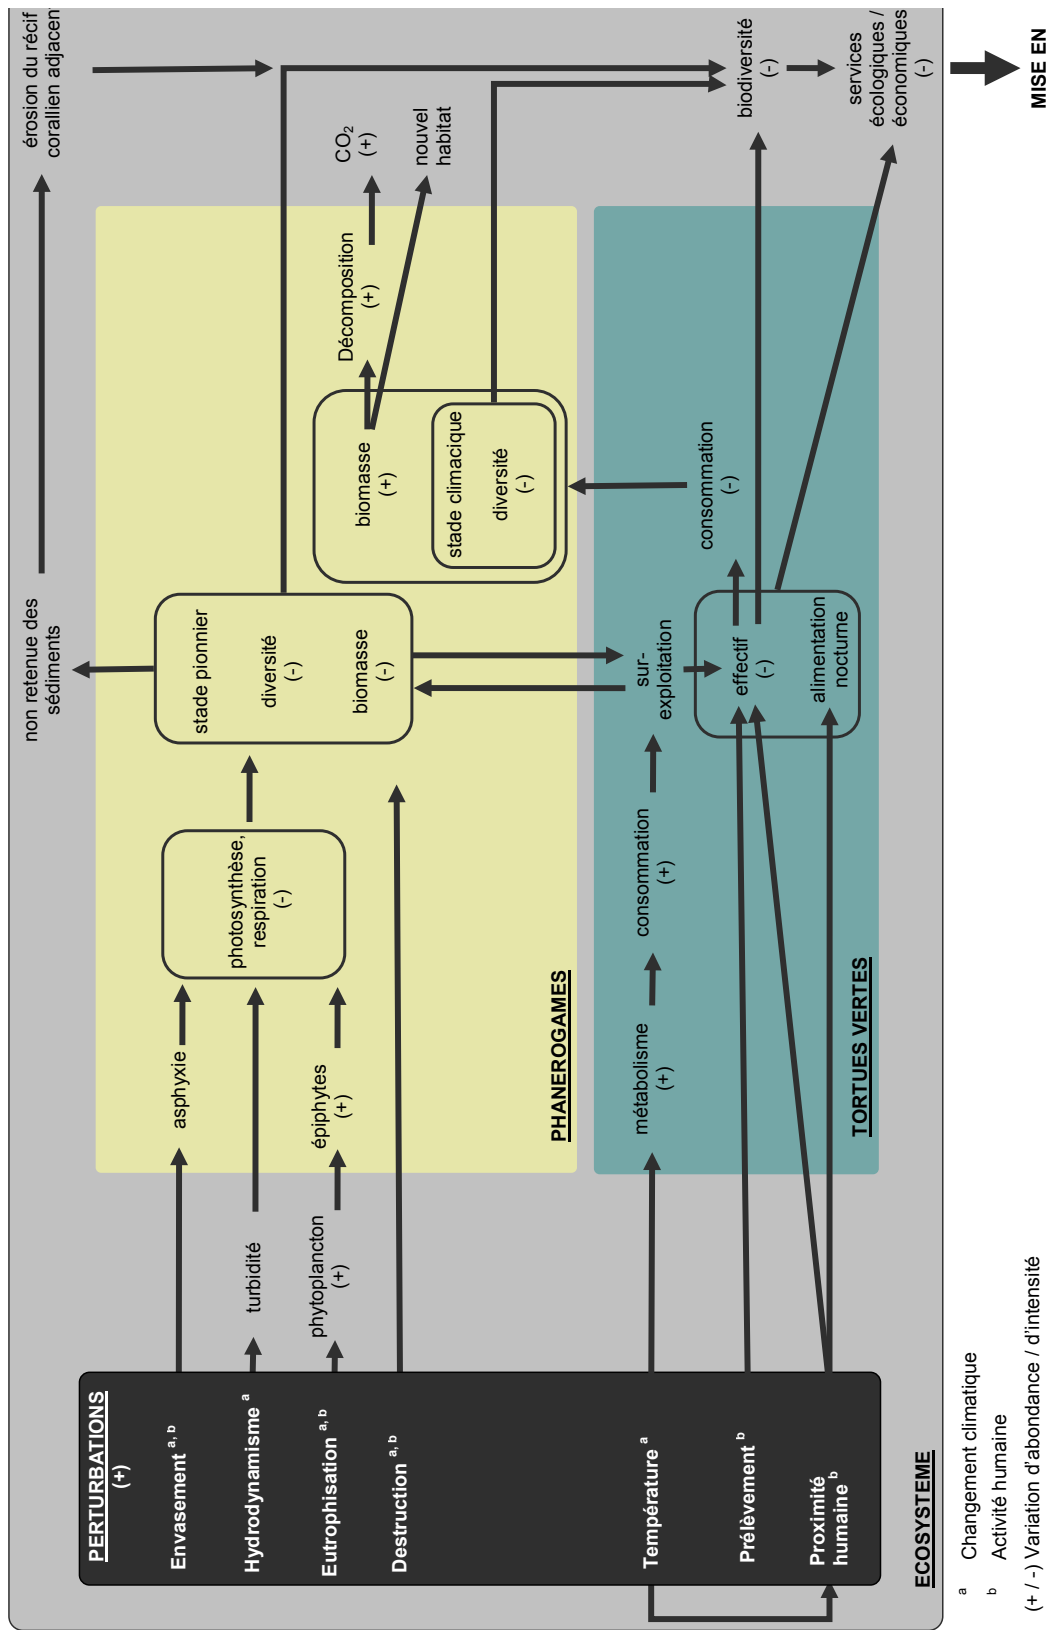 PERTURBATIONS
(+)
Envasement a, b
Hydrodynamisme a
Eutrophisation a, b
Destruction a, b
Température a
Prélèvement b
Proximité
humaine b
ECOSYSTEME
turbidité
phytoplancton
(+)
PHANEROGAMES
asphyxie
épiphytes
(+)
photosynthèse,
respiration
(-)
stade pionnier
diversité
(-)
biomasse
(-)
biomasse
(+)
stade climacique
diversité
(-)
Décomposition
(+)
CO2
(+)
nouvel
habitat
non retenue des
sédiments
érosion du récif
corallien adjacent
TORTUES VERTES
métabolisme
(+)
consommation
(+)
sur-
exploitation
effectif
(-)
alimentation
nocturne
consommation
(-)
biodiversité
(-)
services
écologiques /
économiques
(-)
MISE EN
a Changement climatique
b Activité humaine
(+ / -) Variation d'abondance / d'intensité